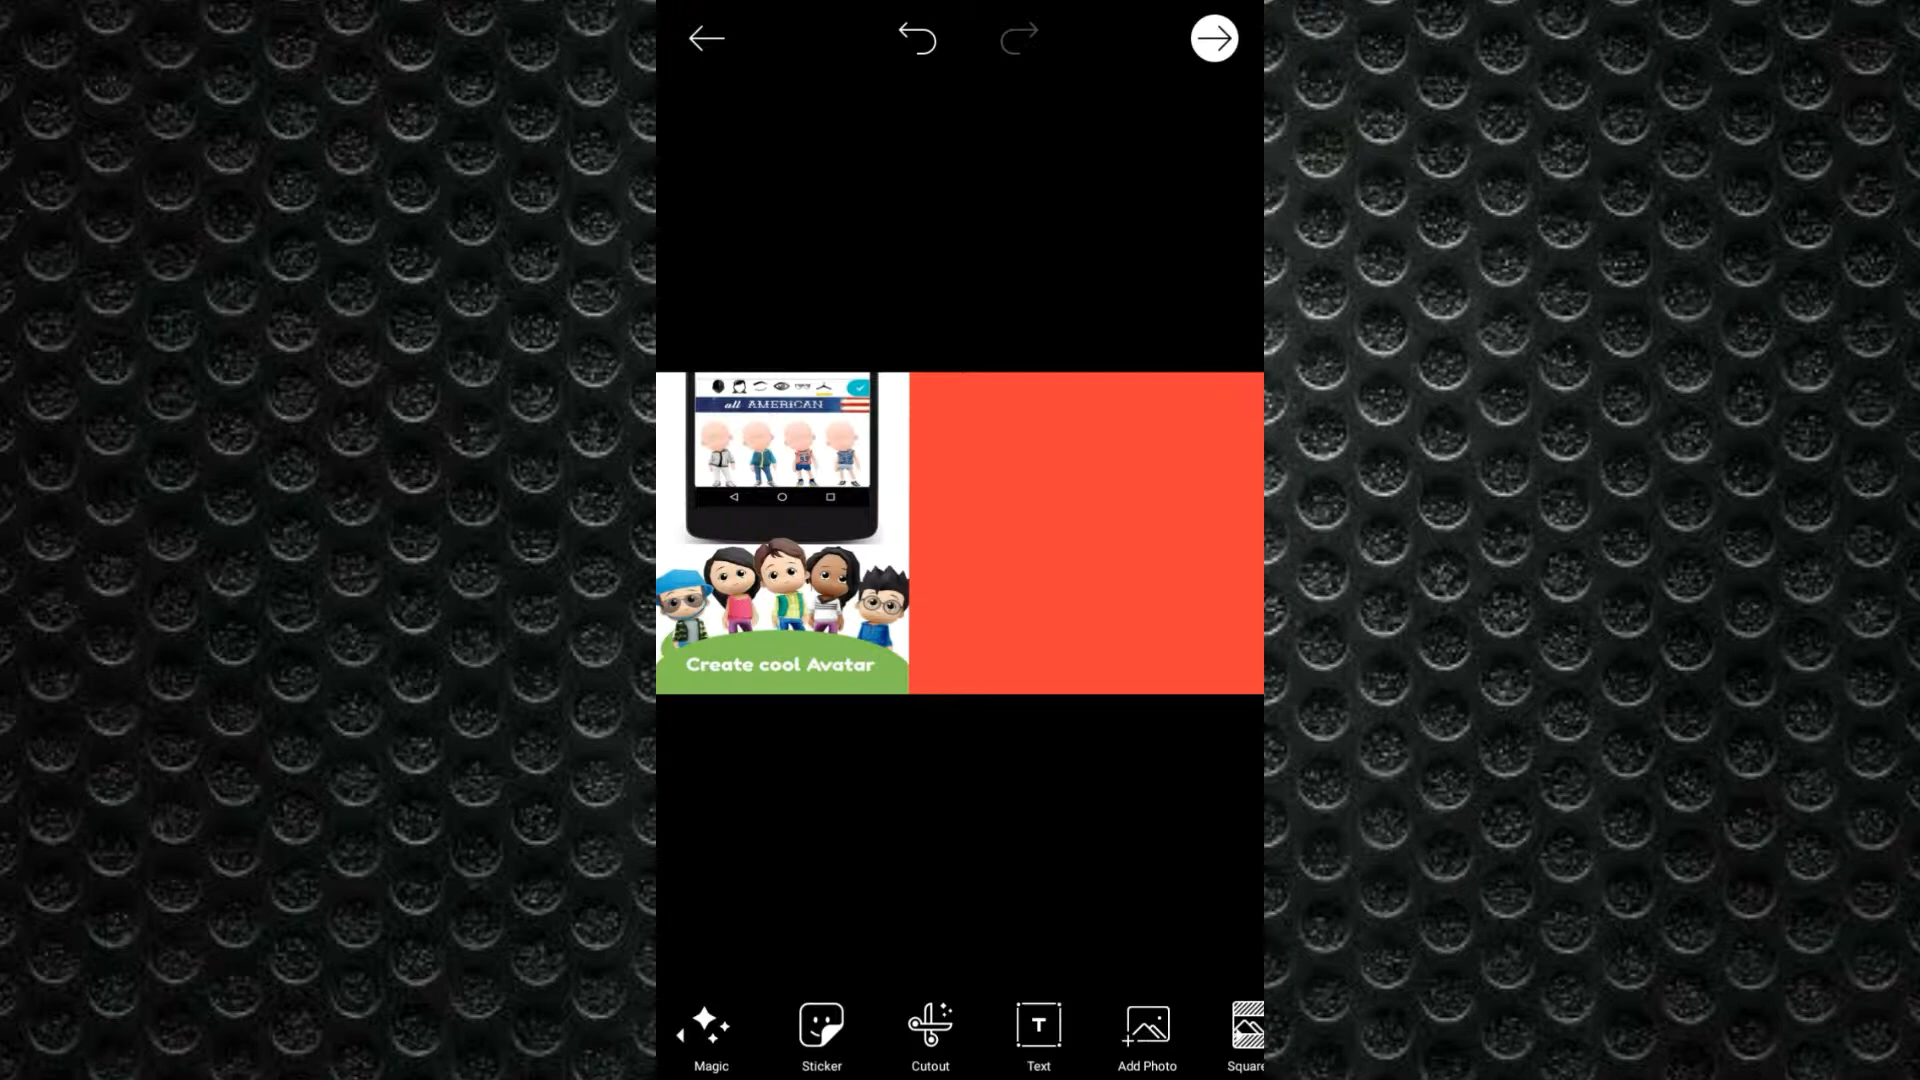 all AMERICAN
Create cool Avatar
Magic
Sticker
Cutout
T
Text
Add Photo
Square